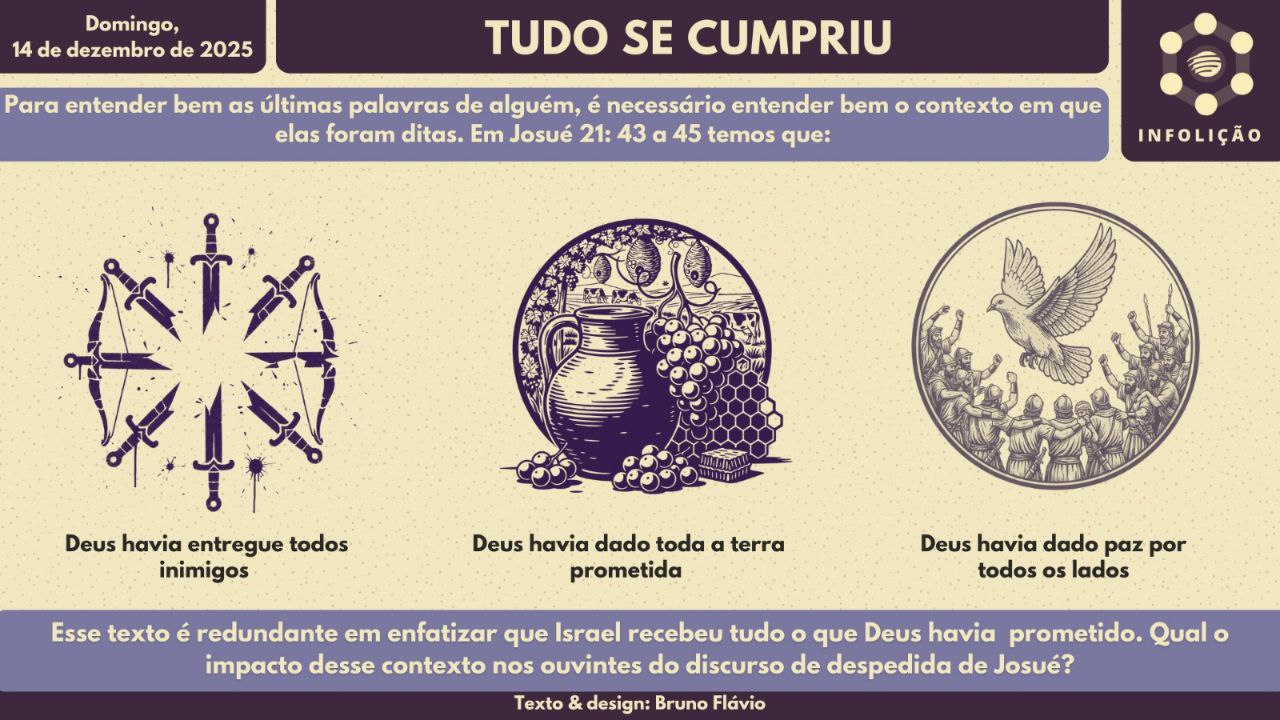 Domingo,
14 de dezembro de 2025
TUDO SE CUMPRIU
INFOLIÇÃO
Para entender bem as últimas palavras de alguém, é necessário entender bem o contexto em que
elas foram ditas. Em Josué 21: 43 a 45 temos que:
Deus havia entregue todos
inimigos
Deus havia dado toda a terra
prometida
Deus havia dado paz por
todos os lados
Esse texto é redundante em enfatizar que Israel recebeu tudo o que Deus havia  prometido. Qual o
impacto desse contexto nos ouvintes do discurso de despedida de Josué?
Texto & design: Bruno Flávio